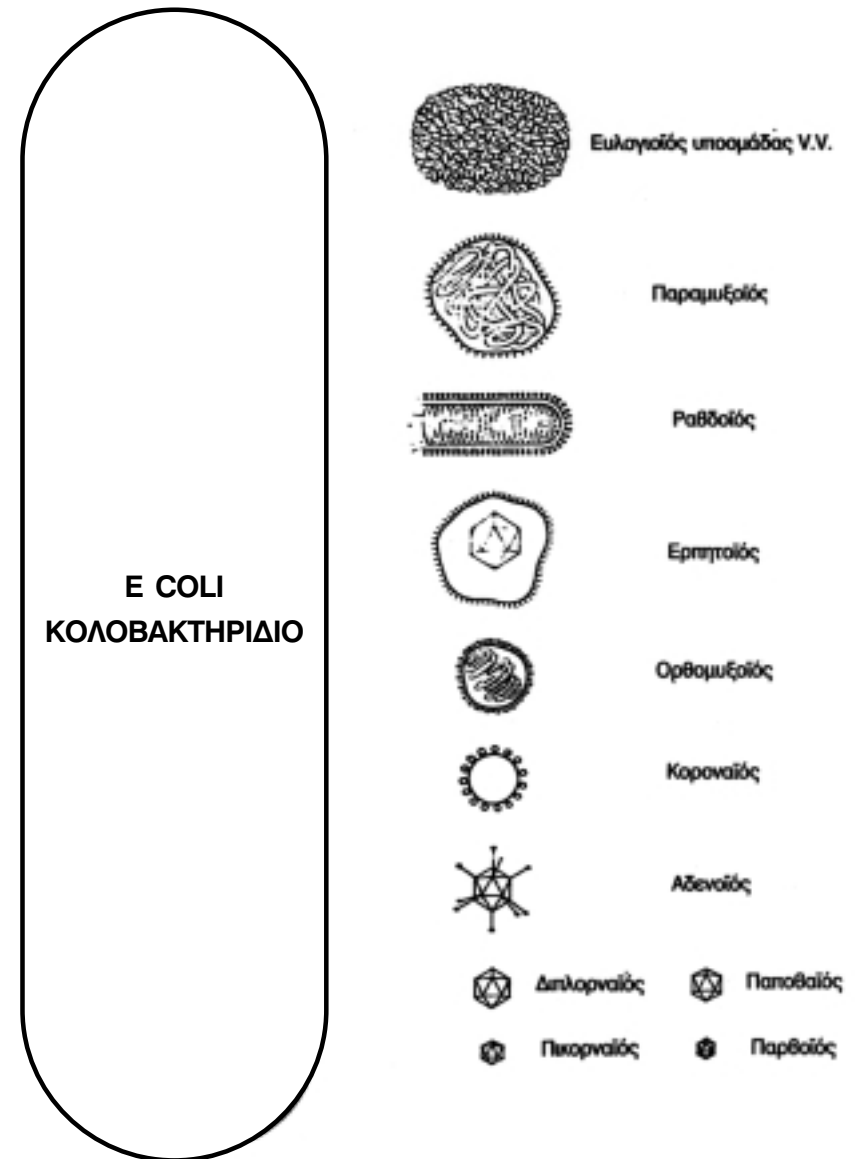 Ευλογιοϊός υποομάδας V.V.
Παραμυξοϊός
Ραβδοϊός
Ερπητοϊός
E COLI
ΚΟΛΟΒΑΚΤΗΡΙΔΙΟ
Ορθομυξοϊός
Κοροναϊός
Αδενοϊός
Διπλορναϊός Παποβαϊός
Πικορναϊός Παρβοϊός